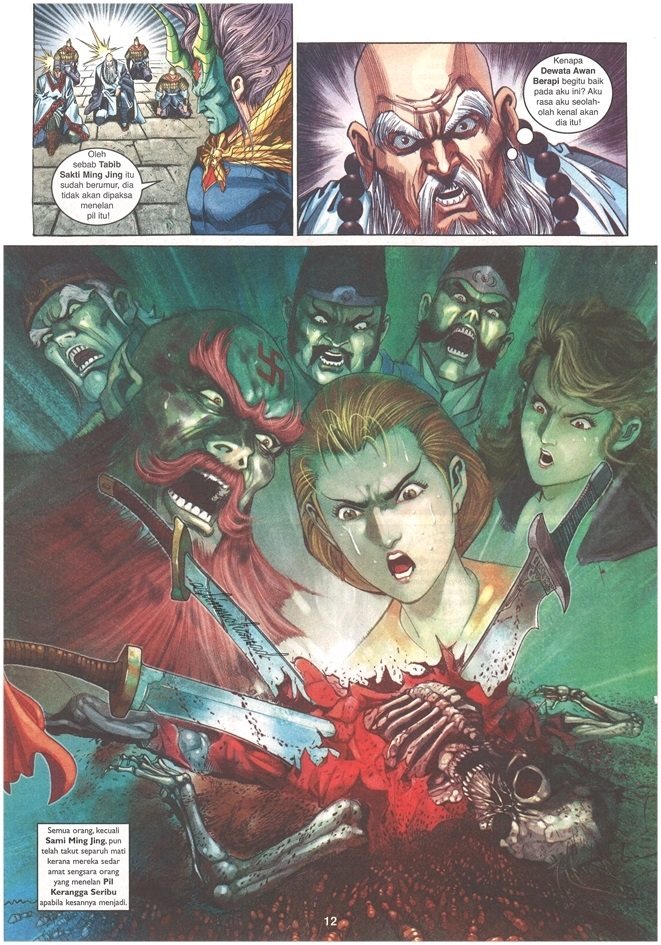 Oleh
sebab Tabib
Sakti Ming Jing itu
sudah berumur, dia
tidak akan dipaksa
menelan
pil itu!
Kenapa
Dewata Awan
Berapi begitu baik
pada aku ini? Aku
rasa aku seolah-
olah kenal akan
dia itu!
Semua orang, kecuali
Sami Ming Jing, pun
telah takut separuh mati
kerana mereka sedar
amat sengsara orang
yang menelan Pil
Kerangga Seribu
apabila kesannya menjadi.
12